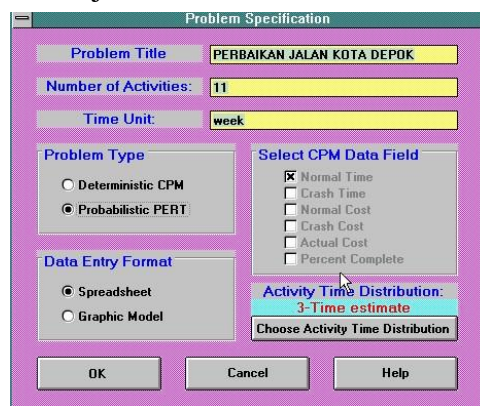 Problem Specification
Problem Title
PERBAIKAN JALAN KOTA DEPOK
Number of Activities:
11
Time Unit:
week
Problem Type
Deterministic CPM
Probabilistic PERT
Select CPM Data Field
Normal Time
Crash Time
Normal Cost
Crash Cost
Actual Cost
Percent Complete
Data Entry Format
Spreadsheet
Graphic Model
Activity Time Distribution:
3-Time estimate
Choose Activity Time Distribution
OK
Cancel
Help